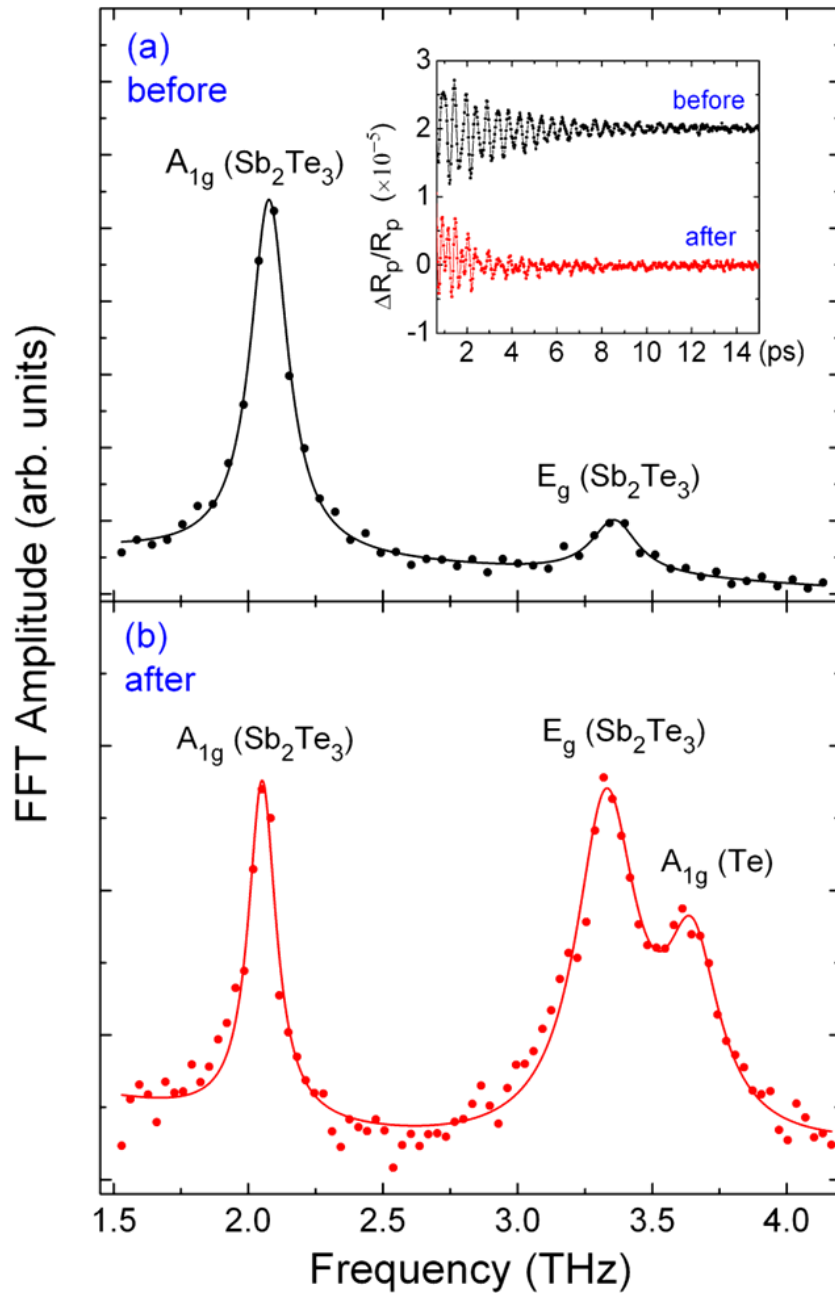 (a)
before
A1g (Sb2Te3)
Eg (Sb2Te3)
3
2
1
0
-1
ΔRp/Rp (×10−5)
before
after
2 4 6 8 10 12 14 (ps)
(b)
after
A1g (Sb2Te3)
Eg (Sb2Te3)
A1g (Te)
FFT Amplitude (arb. units)
1.5 2.0 2.5 3.0 3.5 4.0
Frequency (THz)